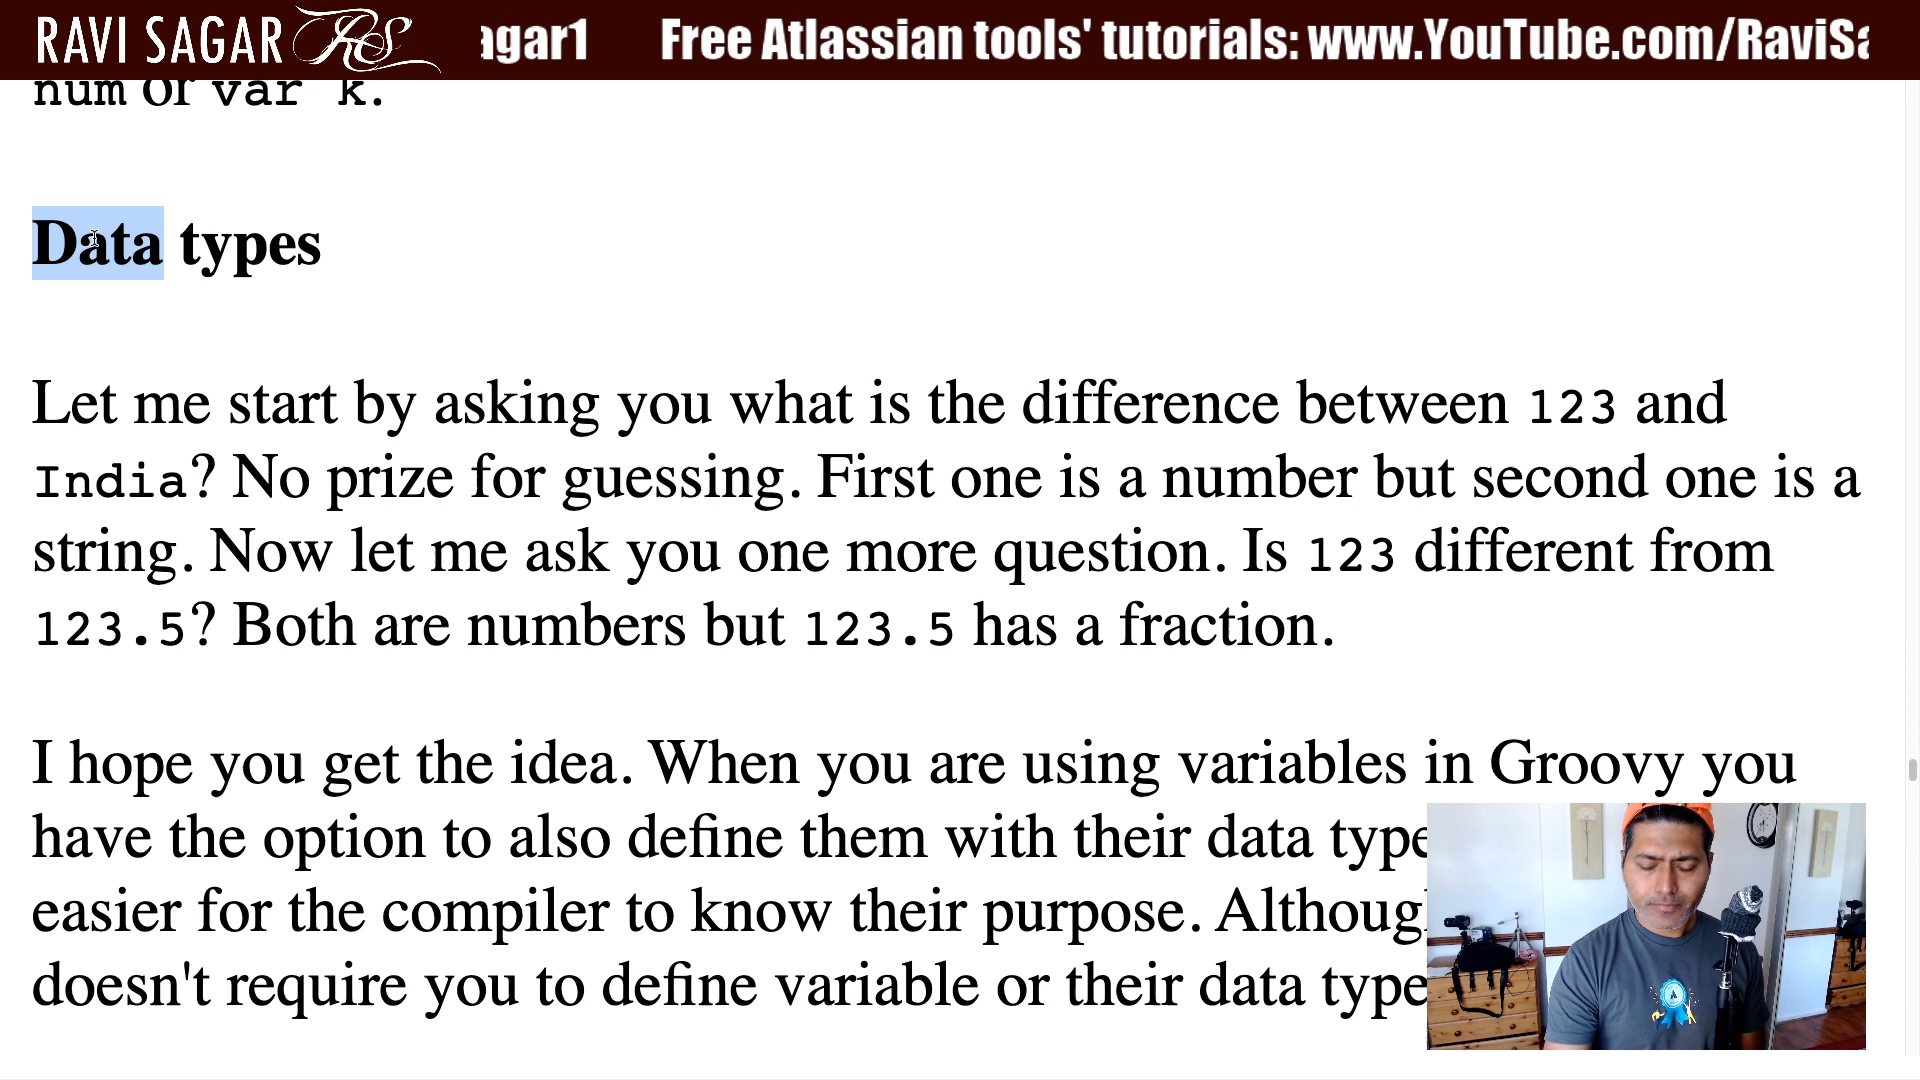 RAVI SAGAR RS agar1 Free Atlassian tools' tutorials: www.YouTube.com/RaviSa
num or var k.
Data types
Let me start by asking you what is the difference between 123 and
India? No prize for guessing. First one is a number but second one is a
string. Now let me ask you one more question. Is 123 different from
123.5? Both are numbers but 123.5 has a fraction.
I hope you get the idea. When you are using variables in Groovy you
have the option to also define them with their data type
easier for the compiler to know their purpose. Althoug
doesn't require you to define variable or their data type